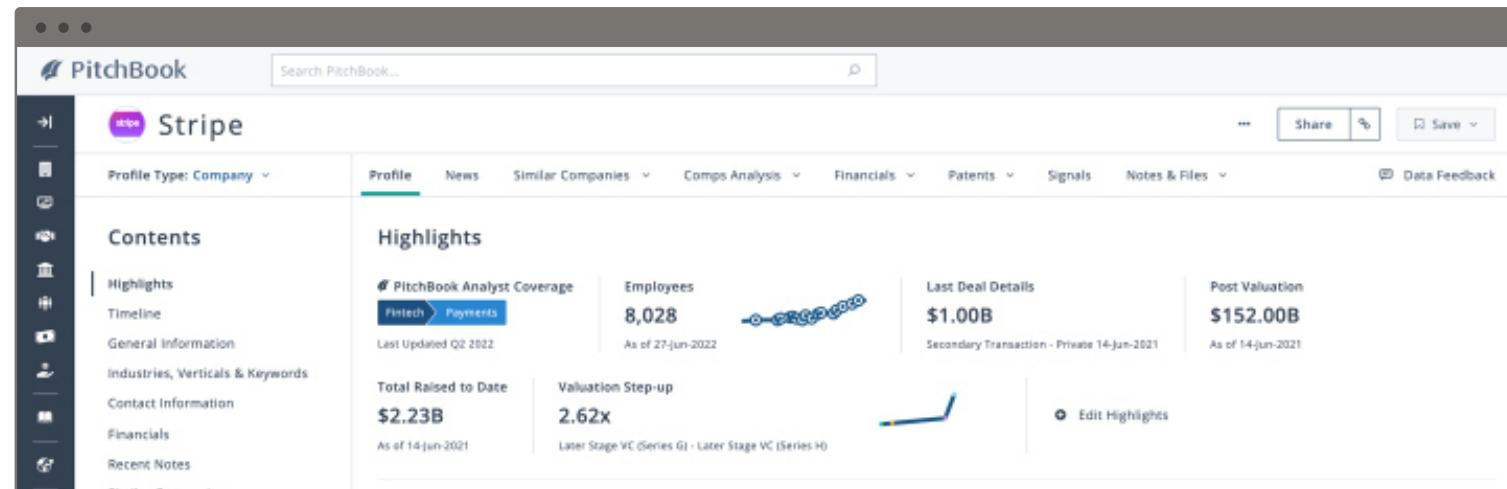 PitchBook
Search PitchBook...
stripe
Stripe
Share
Save
Profile Type: Company
Profile
News
Similar Companies
Comps Analysis
Financials
Patents
Signals
Notes & Files
Data Feedback
Contents
Highlights
Timeline
General Information
Industries, Verticals & Keywords
Contact Information
Financials
Recent Notes
Highlights
PitchBook Analyst Coverage
Fintech
Payments
Last Updated Q2 2022
Employees
8,028
As of 27-Jun-2022
Last Deal Details
$1.00B
Secondary Transaction - Private 14-Jun-2021
Post Valuation
$152.00B
As of 14-Jun-2021
Total Raised to Date
$2.23B
As of 14-Jun-2021
Valuation Step-up
2.62x
Later Stage VC (Series G) - Later Stage VC (Series H)
Edit Highlights